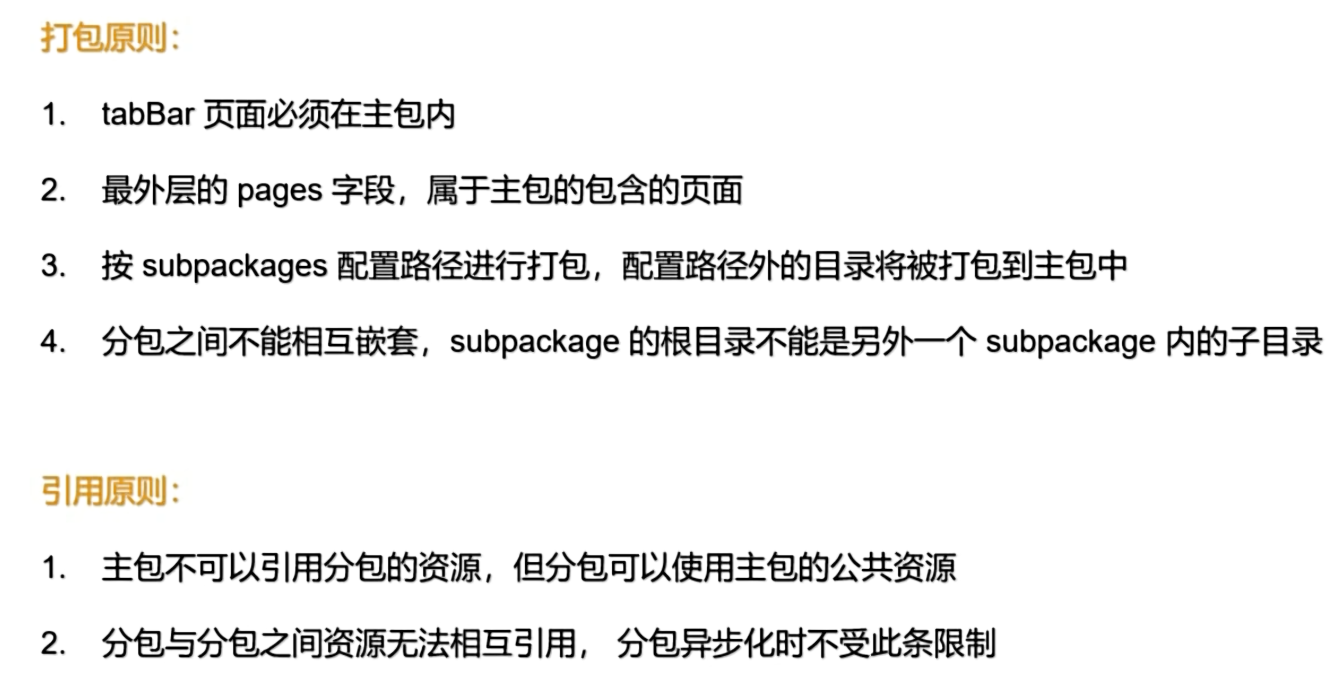 打包原则：
1. tabBar 页面必须在主包内
2. 最外层的 pages 字段，属于主包的包含的页面
3. 按 subpackages 配置路径进行打包，配置路径外的目录将被打包到主包中
4. 分包之间不能相互嵌套，subpackage 的根目录不能是另外一个 subpackage 内的子目录
引用原则：
1. 主包不可以引用分包的资源，但分包可以使用主包的公共资源
2. 分包与分包之间资源无法相互引用， 分包异步化时不受此条限制